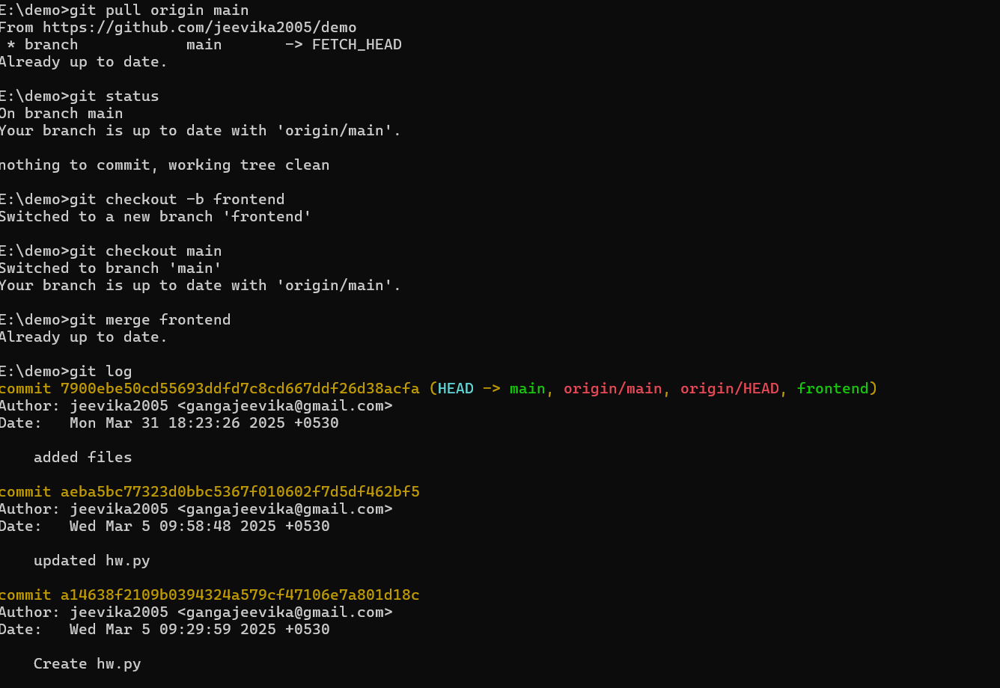 E:\demo>git pull origin main
From https://github.com/jeevika2005/demo
 * branch            main       -> FETCH_HEAD
Already up to date.
E:\demo>git status
On branch main
Your branch is up to date with 'origin/main'.
nothing to commit, working tree clean
E:\demo>git checkout -b frontend
Switched to a new branch 'frontend'
E:\demo>git checkout main
Switched to branch 'main'
Your branch is up to date with 'origin/main'.
E:\demo>git merge frontend
Already up to date.
E:\demo>git log
commit 7900ebe50cd55693ddfd7c8cd667ddf26d38acfa (HEAD -> main, origin/main, origin/HEAD, frontend)
Author: jeevika2005 <gangajeevika@gmail.com>
Date:   Mon Mar 31 18:23:26 2025 +0530
    added files
commit aeba5bc77323d0bbc5367f010602f7d5df462bf5
Author: jeevika2005 <gangajeevika@gmail.com>
Date:   Wed Mar 5 09:58:48 2025 +0530
    updated hw.py
commit a14638f2109b0394324a579cf47106e7a801d18c
Author: jeevika2005 <gangajeevika@gmail.com>
Date:   Wed Mar 5 09:29:59 2025 +0530
    Create hw.py